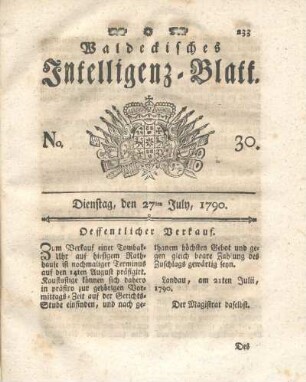 233
Waldeckisches
Intelligenz-Blatt.
No. 30.
Dienstag, den 27ten July, 1790.
Oeffentlicher Verkauf.
Zum Verkauf einer Tombak-
Uhr auf hiesigem Rath-
hause ist nochmaliger Terminus
auf den 14ten August präfigirt.
Kauflustige können sich dahero
in präfixo zur gehörigen Vor-
mittags-Zeit auf der Gerichts-
Stube einfinden, und nach ge-
thanem höchsten Gebot und ge-
gen gleich baare Zahlung des
Zuschlags gewärtig seyn.
Landau, am 21ten Julii,
1790.
Der Magistrat daselbst.
Des